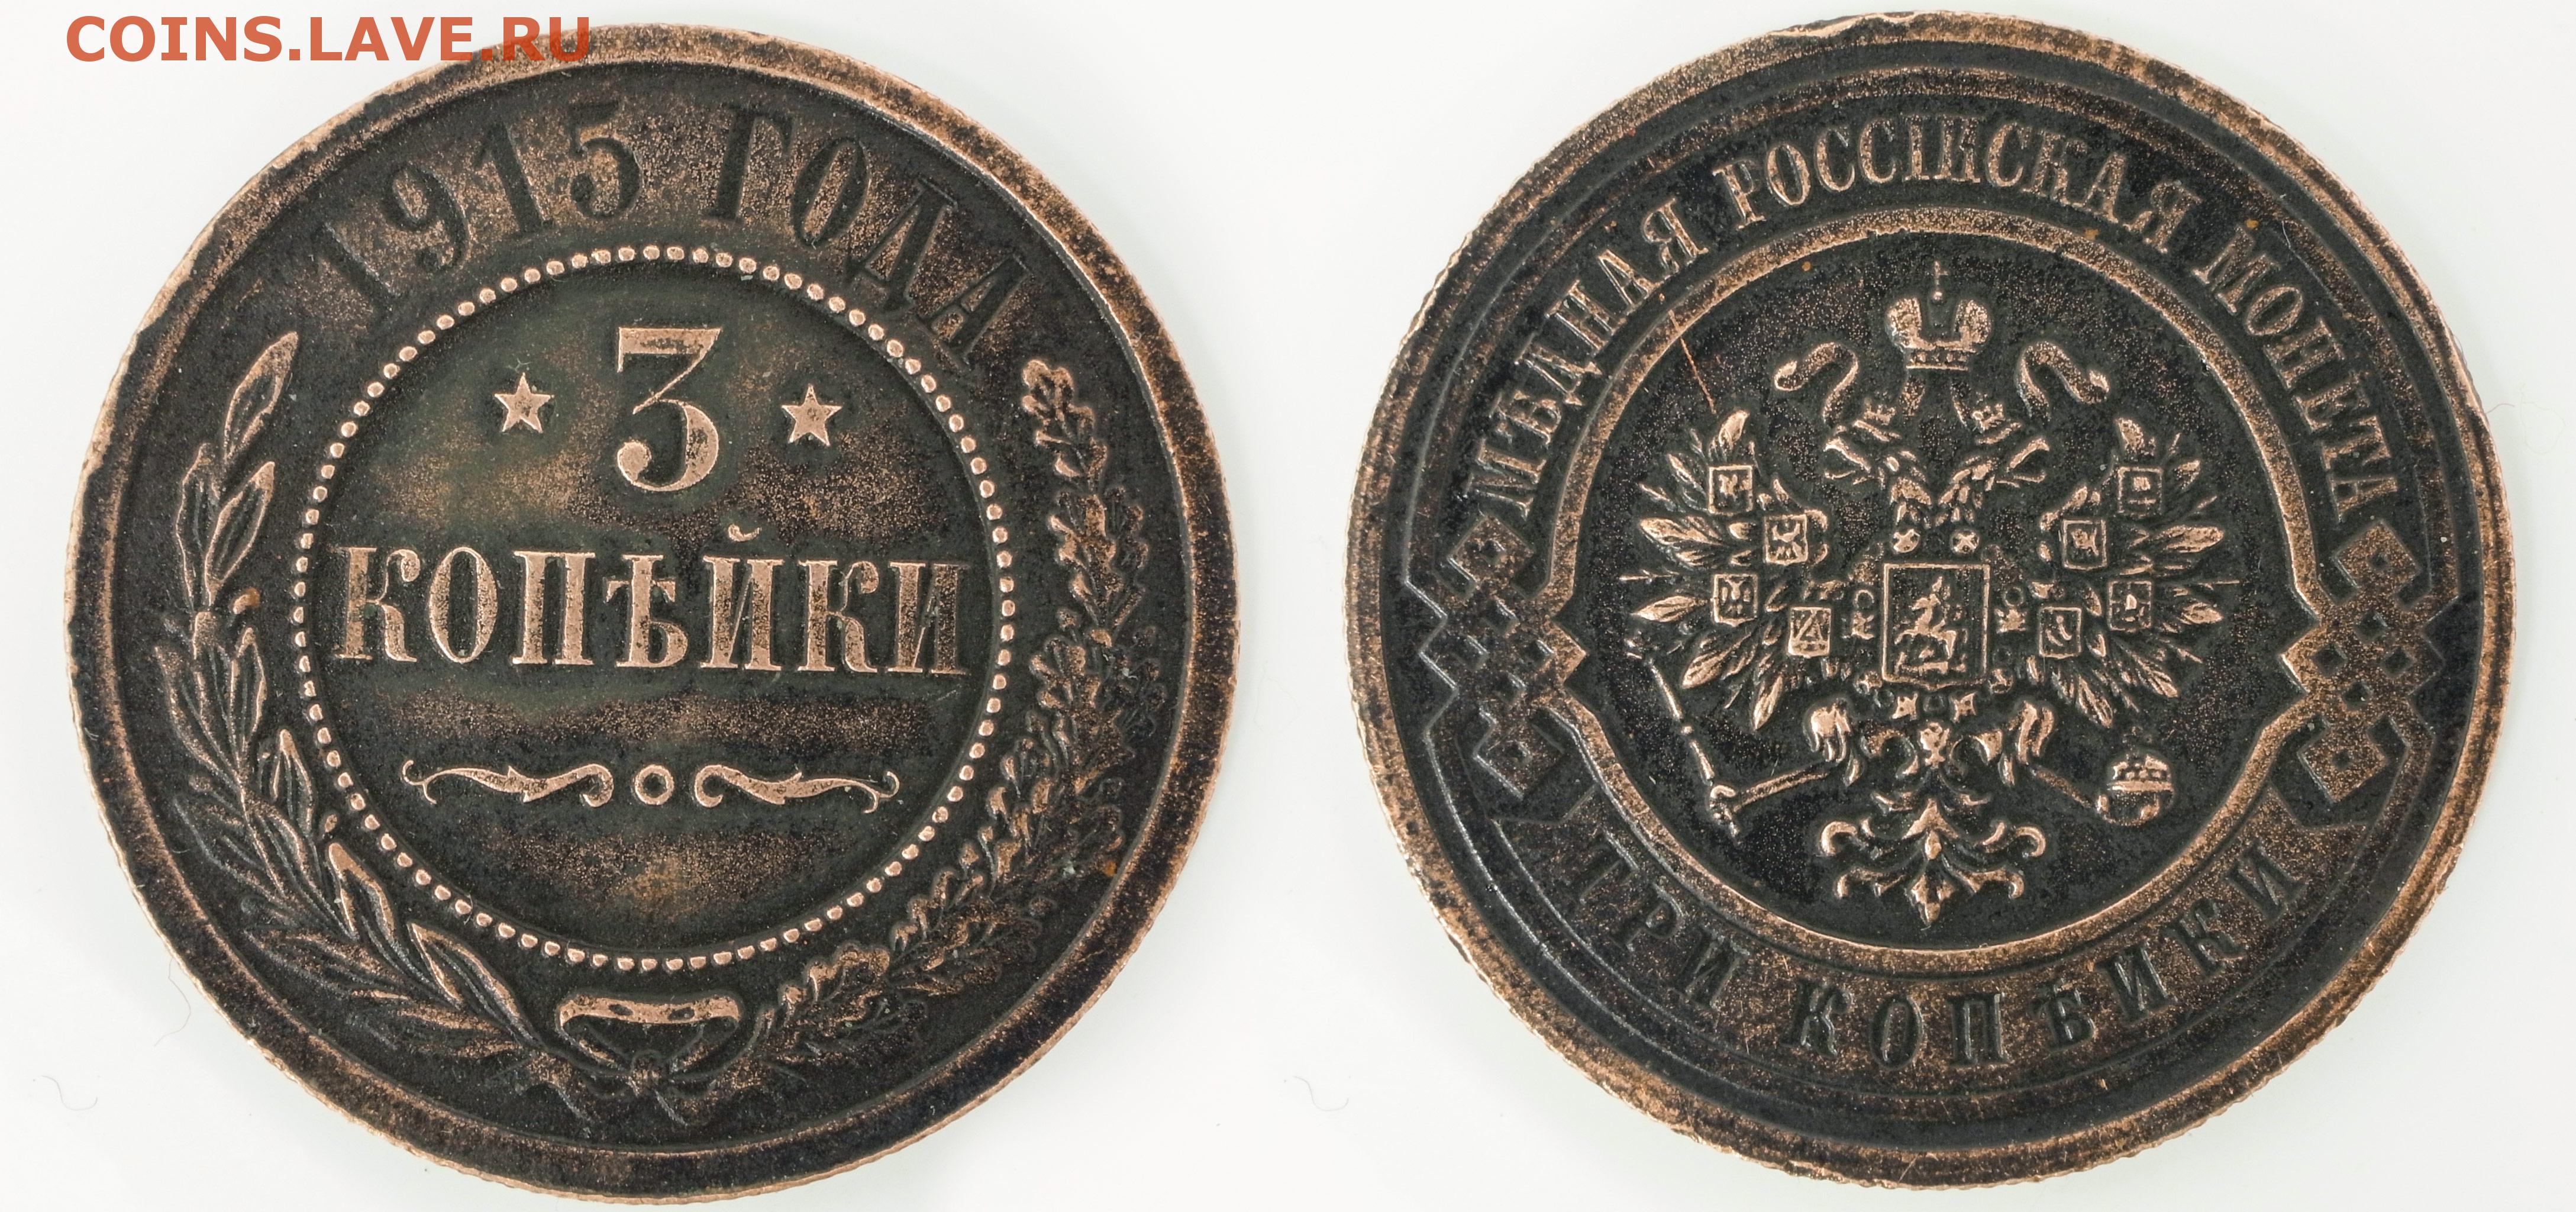 COINS.LAVE.RU
1915 ГОДА
3
КОПѢЙКИ
МѢДНАЯ РОССІЙСКАЯ МОНЕТА
ТРИ КОПѢЙКИ